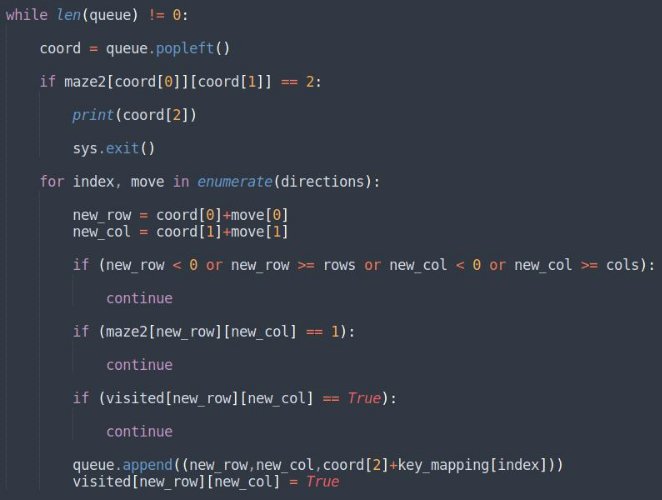 while len(queue) != 0:
    coord = queue.popleft()
    if maze2[coord[0]][coord[1]] == 2:
        print(coord[2])
        sys.exit()
    for index, move in enumerate(directions):
        new_row = coord[0]+move[0]
        new_col = coord[1]+move[1]
        if (new_row < 0 or new_row >= rows or new_col < 0 or new_col >= cols):
            continue
        if (maze2[new_row][new_col] == 1):
            continue
        if (visited[new_row][new_col] == True):
            continue
        queue.append((new_row,new_col,coord[2]+key_mapping[index]))
        visited[new_row][new_col] = True